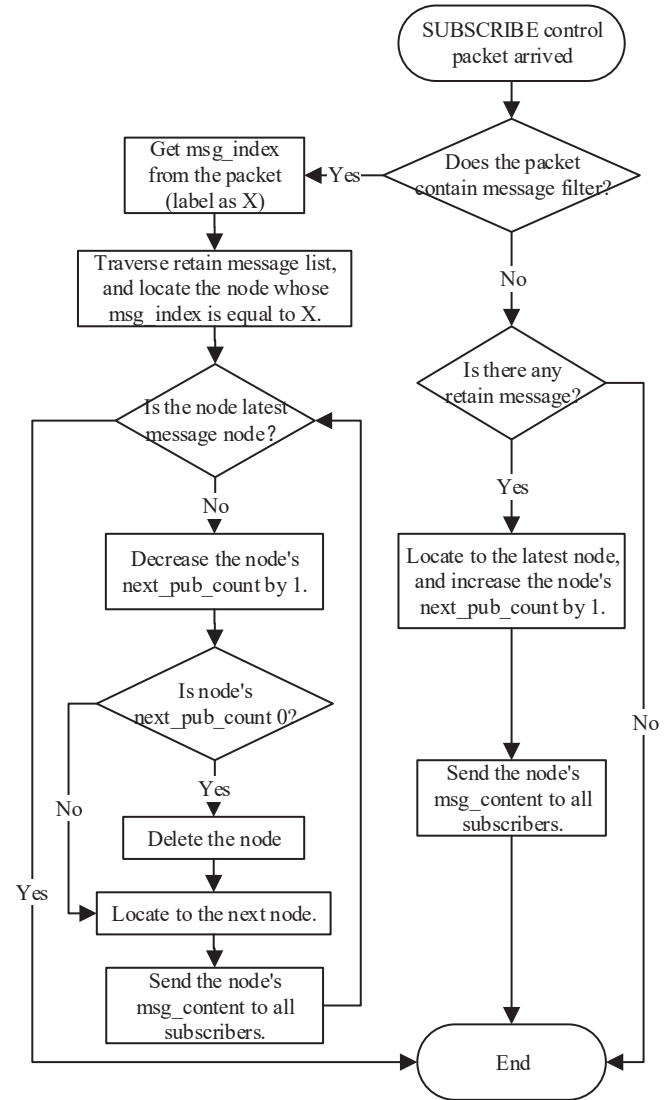 SUBSCRIBE control
packet arrived
Does the packet
contain message filter?
Yes
Get msg_index
from the packet
(label as X)
Traverse retain message list,
and locate the node whose
msg_index is equal to X.
No
Is there any
retain message?
Is the node latest
message node?
Yes
No
Decrease the node's
next_pub_count by 1.
Locate to the latest node,
and increase the node's
next_pub_count by 1.
Is node's
next_pub_count 0?
No
Yes
No
Send the node's
msg_content to all
subscribers.
Delete the node
Yes
Locate to the next node.
Send the node's
msg_content to all
subscribers.
End